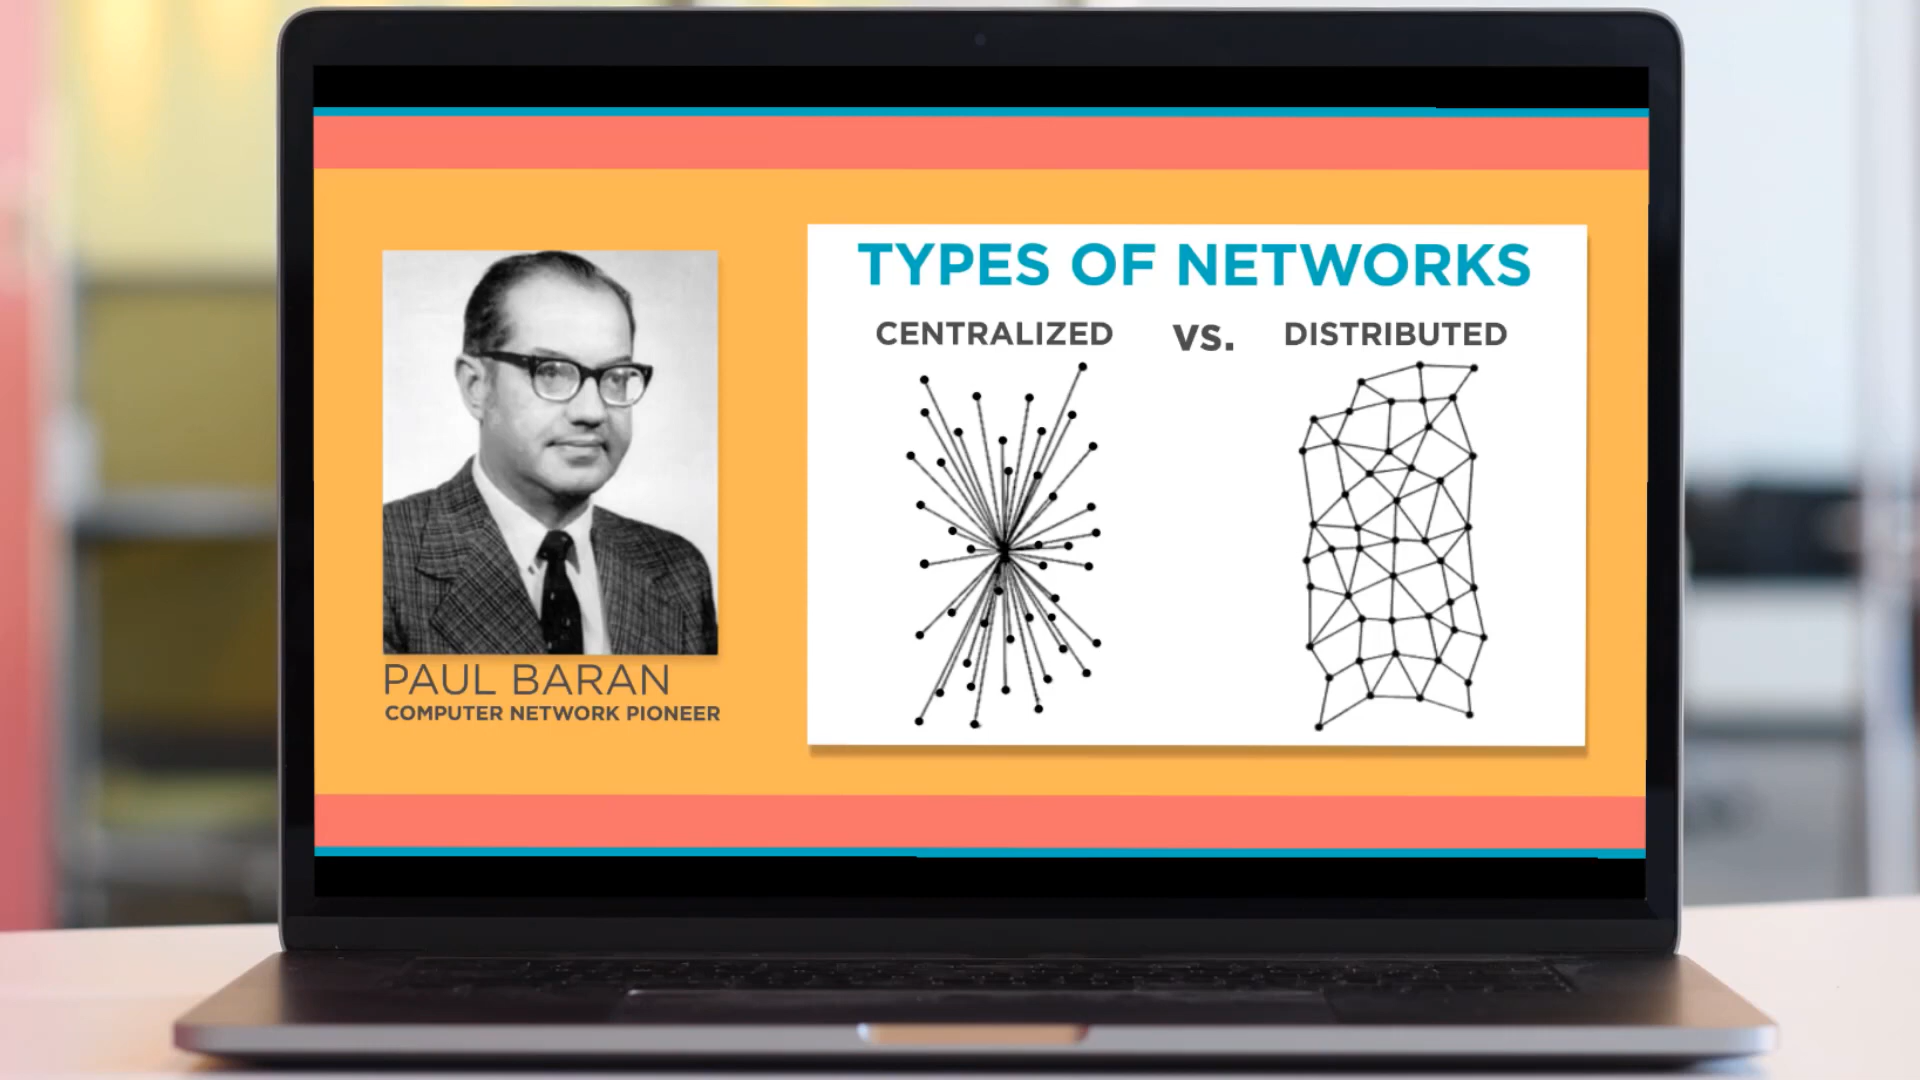 PAUL BARAN
COMPUTER NETWORK PIONEER
TYPES OF NETWORKS
CENTRALIZED VS. DISTRIBUTED